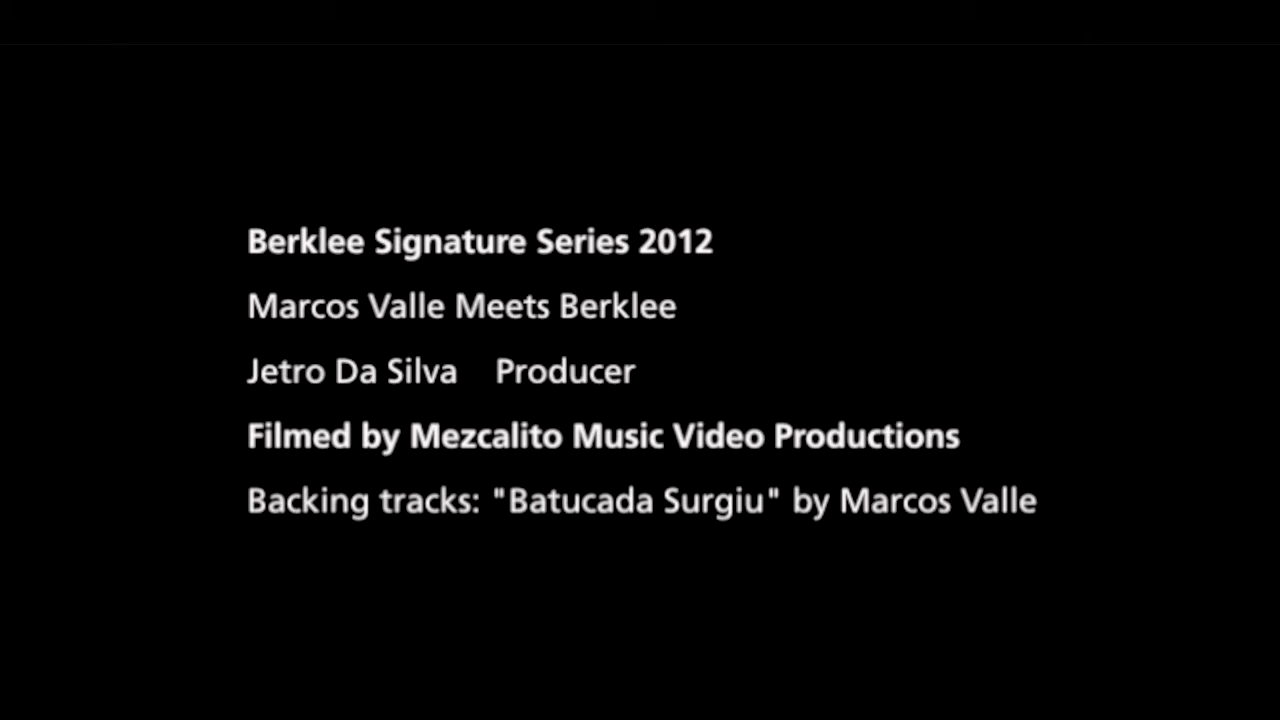 Berklee Signature Series 2012
Marcos Valle Meets Berklee
Jetro Da Silva    Producer
Filmed by Mezcalito Music Video Productions
Backing tracks: "Batucada Surgiu" by Marcos Valle